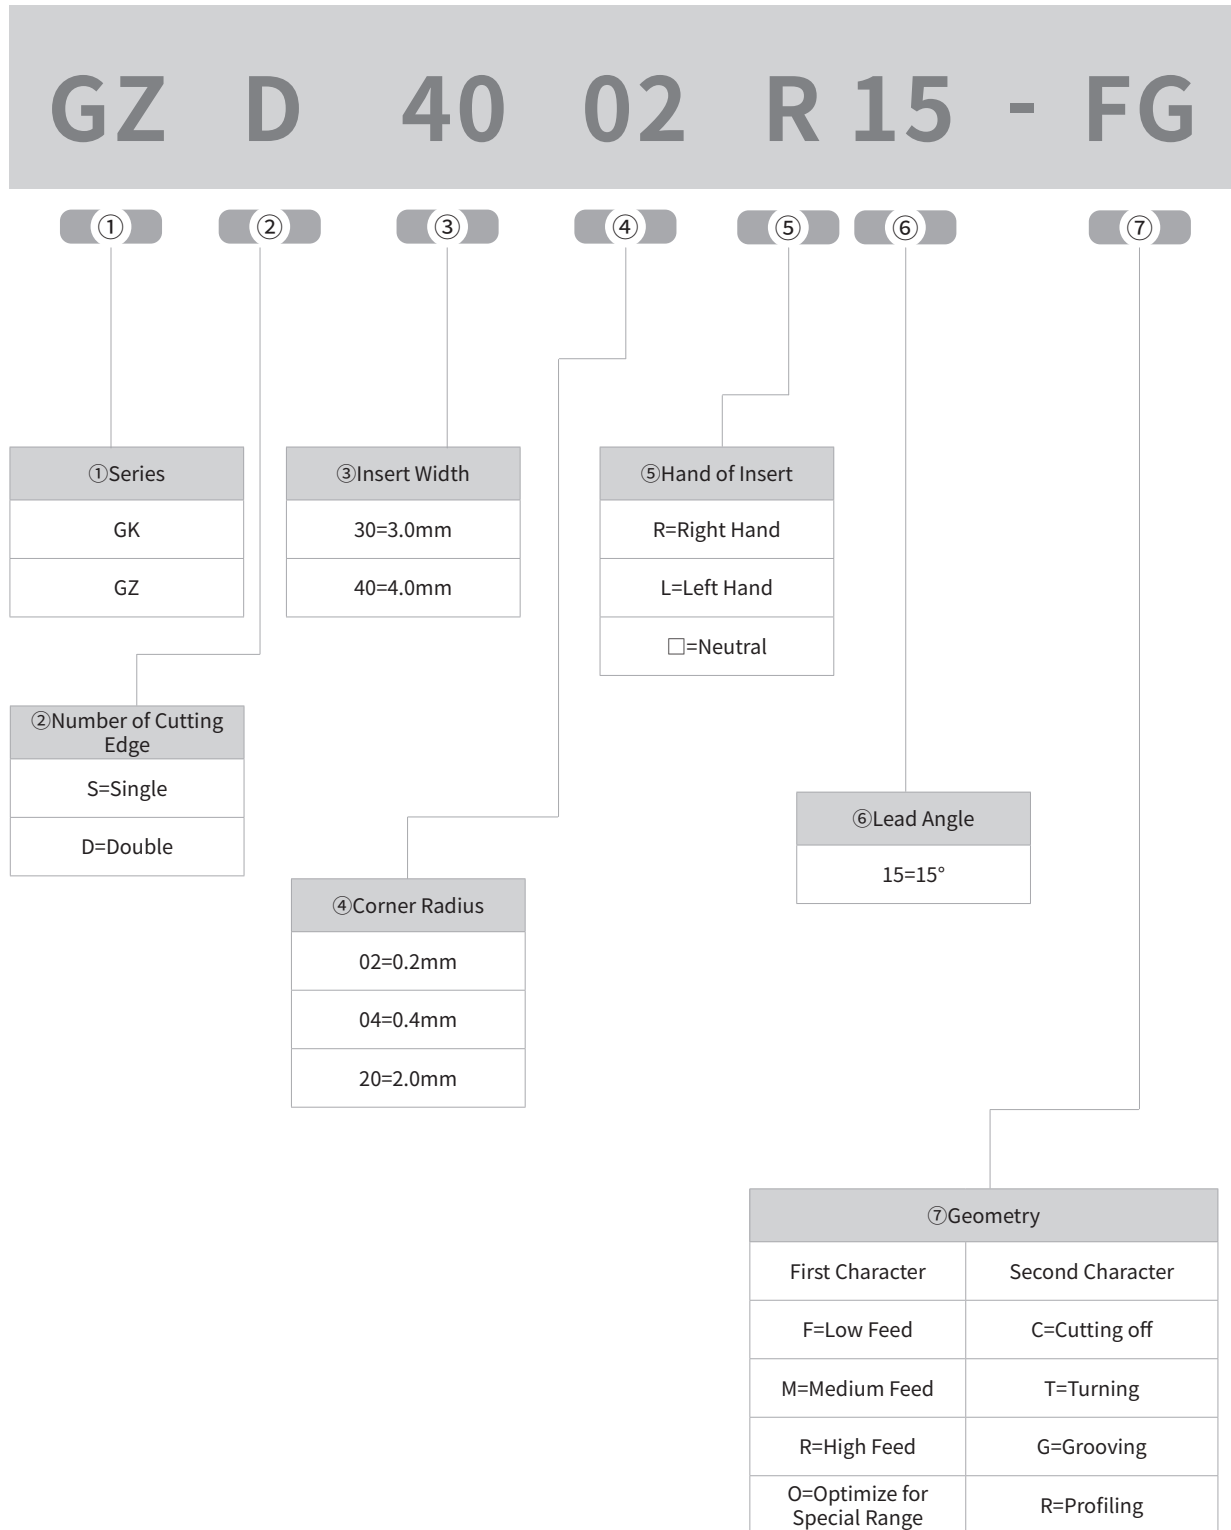 GZ D 40 02 R 15 - FG
① ② ③ ④ ⑤ ⑥ ⑦
①Series
GK
GZ
③Insert Width
30=3.0mm
40=4.0mm
⑤Hand of Insert
R=Right Hand
L=Left Hand
□=Neutral
②Number of Cutting
Edge
S=Single
D=Double
⑥Lead Angle
15=15°
④Corner Radius
02=0.2mm
04=0.4mm
20=2.0mm
⑦Geometry
First Character Second Character
F=Low Feed C=Cutting off
M=Medium Feed T=Turning
R=High Feed G=Grooving
O=Optimize for
Special Range R=Profiling